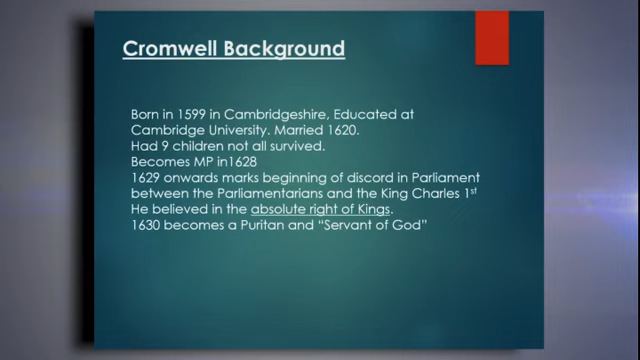 Cromwell Background
Born in 1599 in Cambridgeshire, Educated at
Cambridge University. Married 1620.
Had 9 children not all survived.
Becomes MP in1628
1629 onwards marks beginning of discord in Parliament
between the Parliamentarians and the King Charles 1st
He believed in the absolute right of Kings.
1630 becomes a Puritan and “Servant of God”